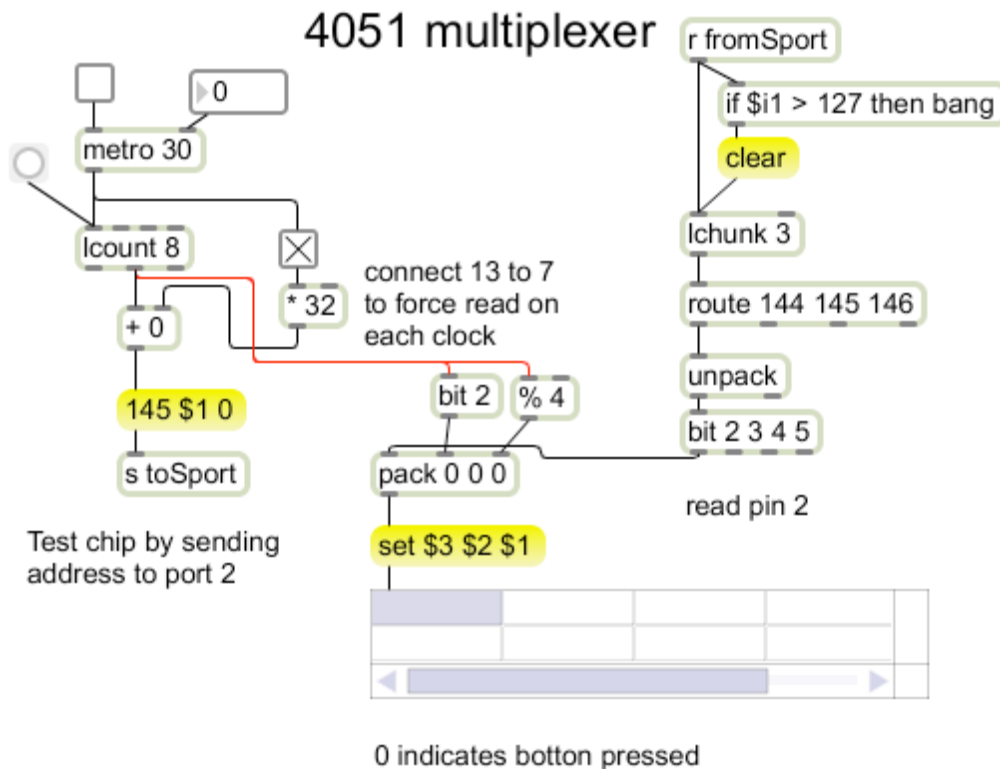 4051 multiplexer
r fromSport
0
if $i1 > 127 then bang
metro 30
clear
lcount 8
lchunk 3
* 32
connect 13 to 7
to force read on
each clock
route 144 145 146
+ 0
unpack
bit 2
% 4
145 $1 0
bit 2 3 4 5
s toSport
pack 0 0 0
read pin 2
Test chip by sending
address to port 2
set $3 $2 $1
0 indicates botton pressed